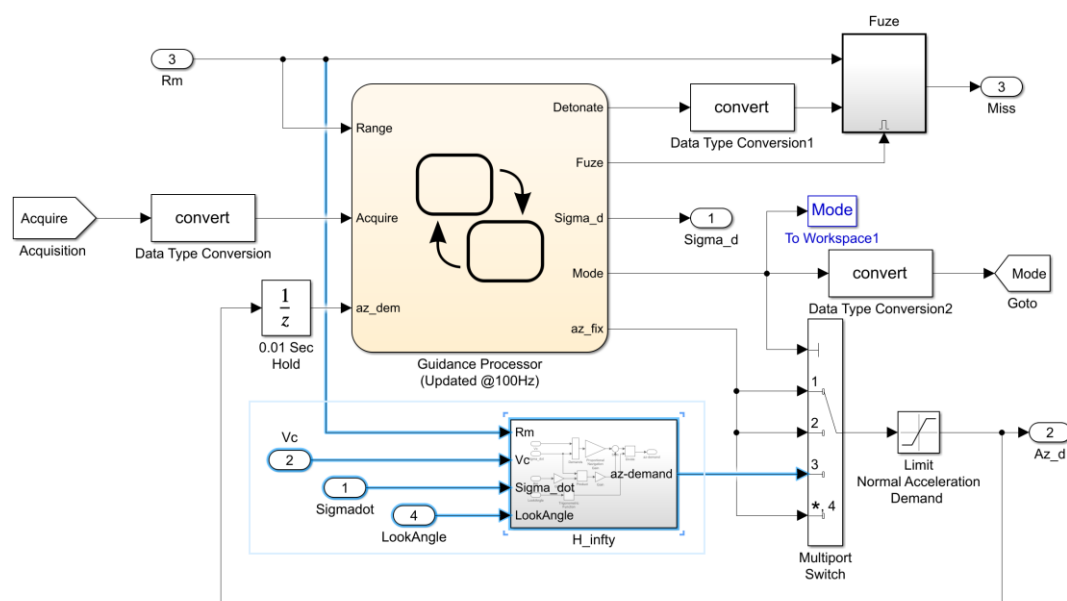 Fuze
3
Rm
Detonate
convert
Data Type Conversion1
3
Miss
Range
Fuze
Acquire
Acquisition
convert
Data Type Conversion
Acquire
Sigma_d
1
Sigma_d
Mode
To Workspace1
Mode
convert
Data Type Conversion2
Mode
Goto
1
z
0.01 Sec
Hold
az_dem
az_fix
Guidance Processor
(Updated @100Hz)
1
2
3
*, 4
Multiport
Switch
Limit
Normal Acceleration
Demand
2
Az_d
Vc
2
1
Sigmadot
4
LookAngle
Rm
Vc
Sigma_dot
LookAngle
az-demand
H_infty